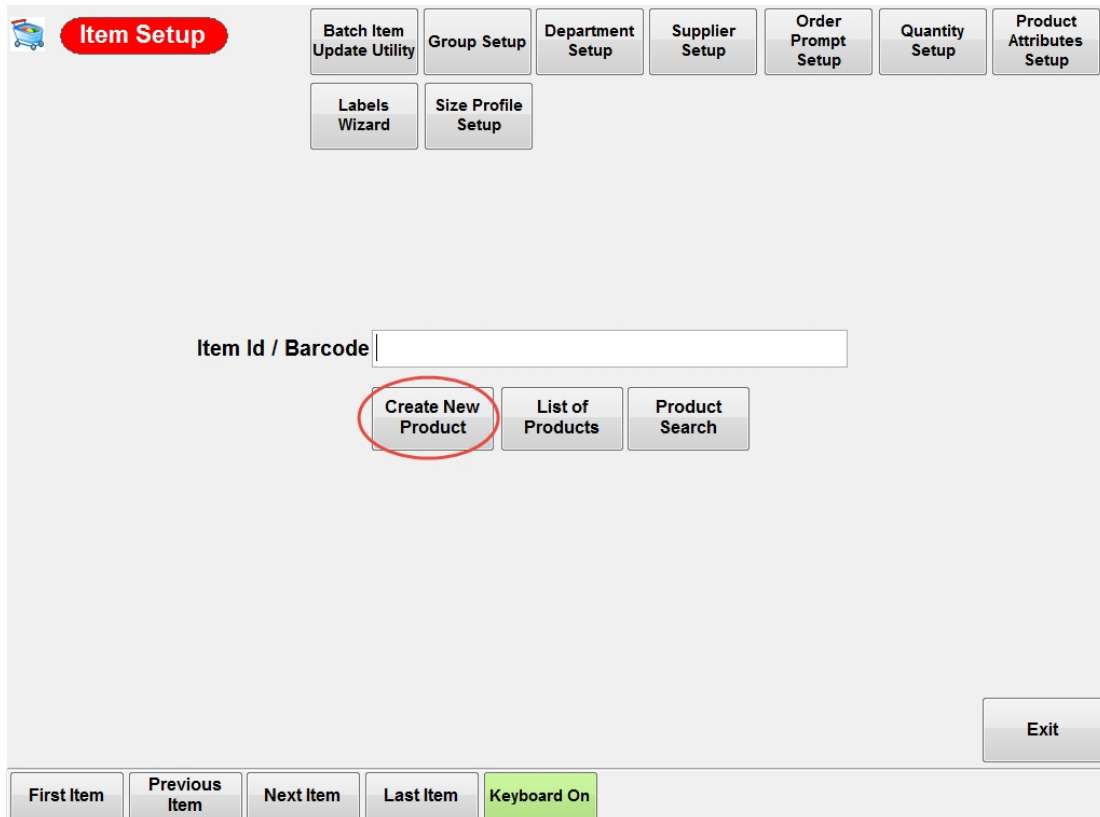 Item Setup
Batch Item
Update Utility
Group Setup
Department
Setup
Supplier
Setup
Order
Prompt
Setup
Quantity
Setup
Product
Attributes
Setup
Labels
Wizard
Size Profile
Setup
Item Id / Barcode
Create New
Product
List of
Products
Product
Search
Exit
First Item
Previous
Item
Next Item
Last Item
Keyboard On